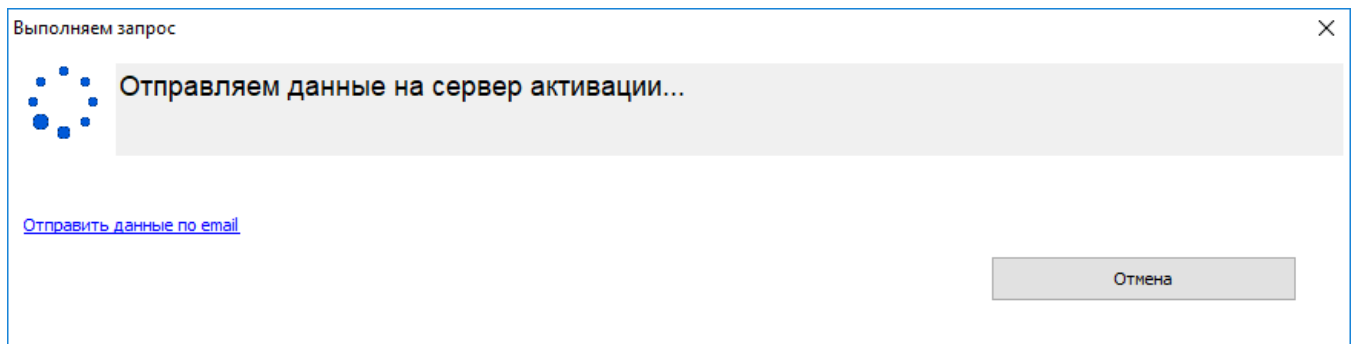 Выполняем запрос
Отправляем данные на сервер активации...
Отправить данные по email
Отмена